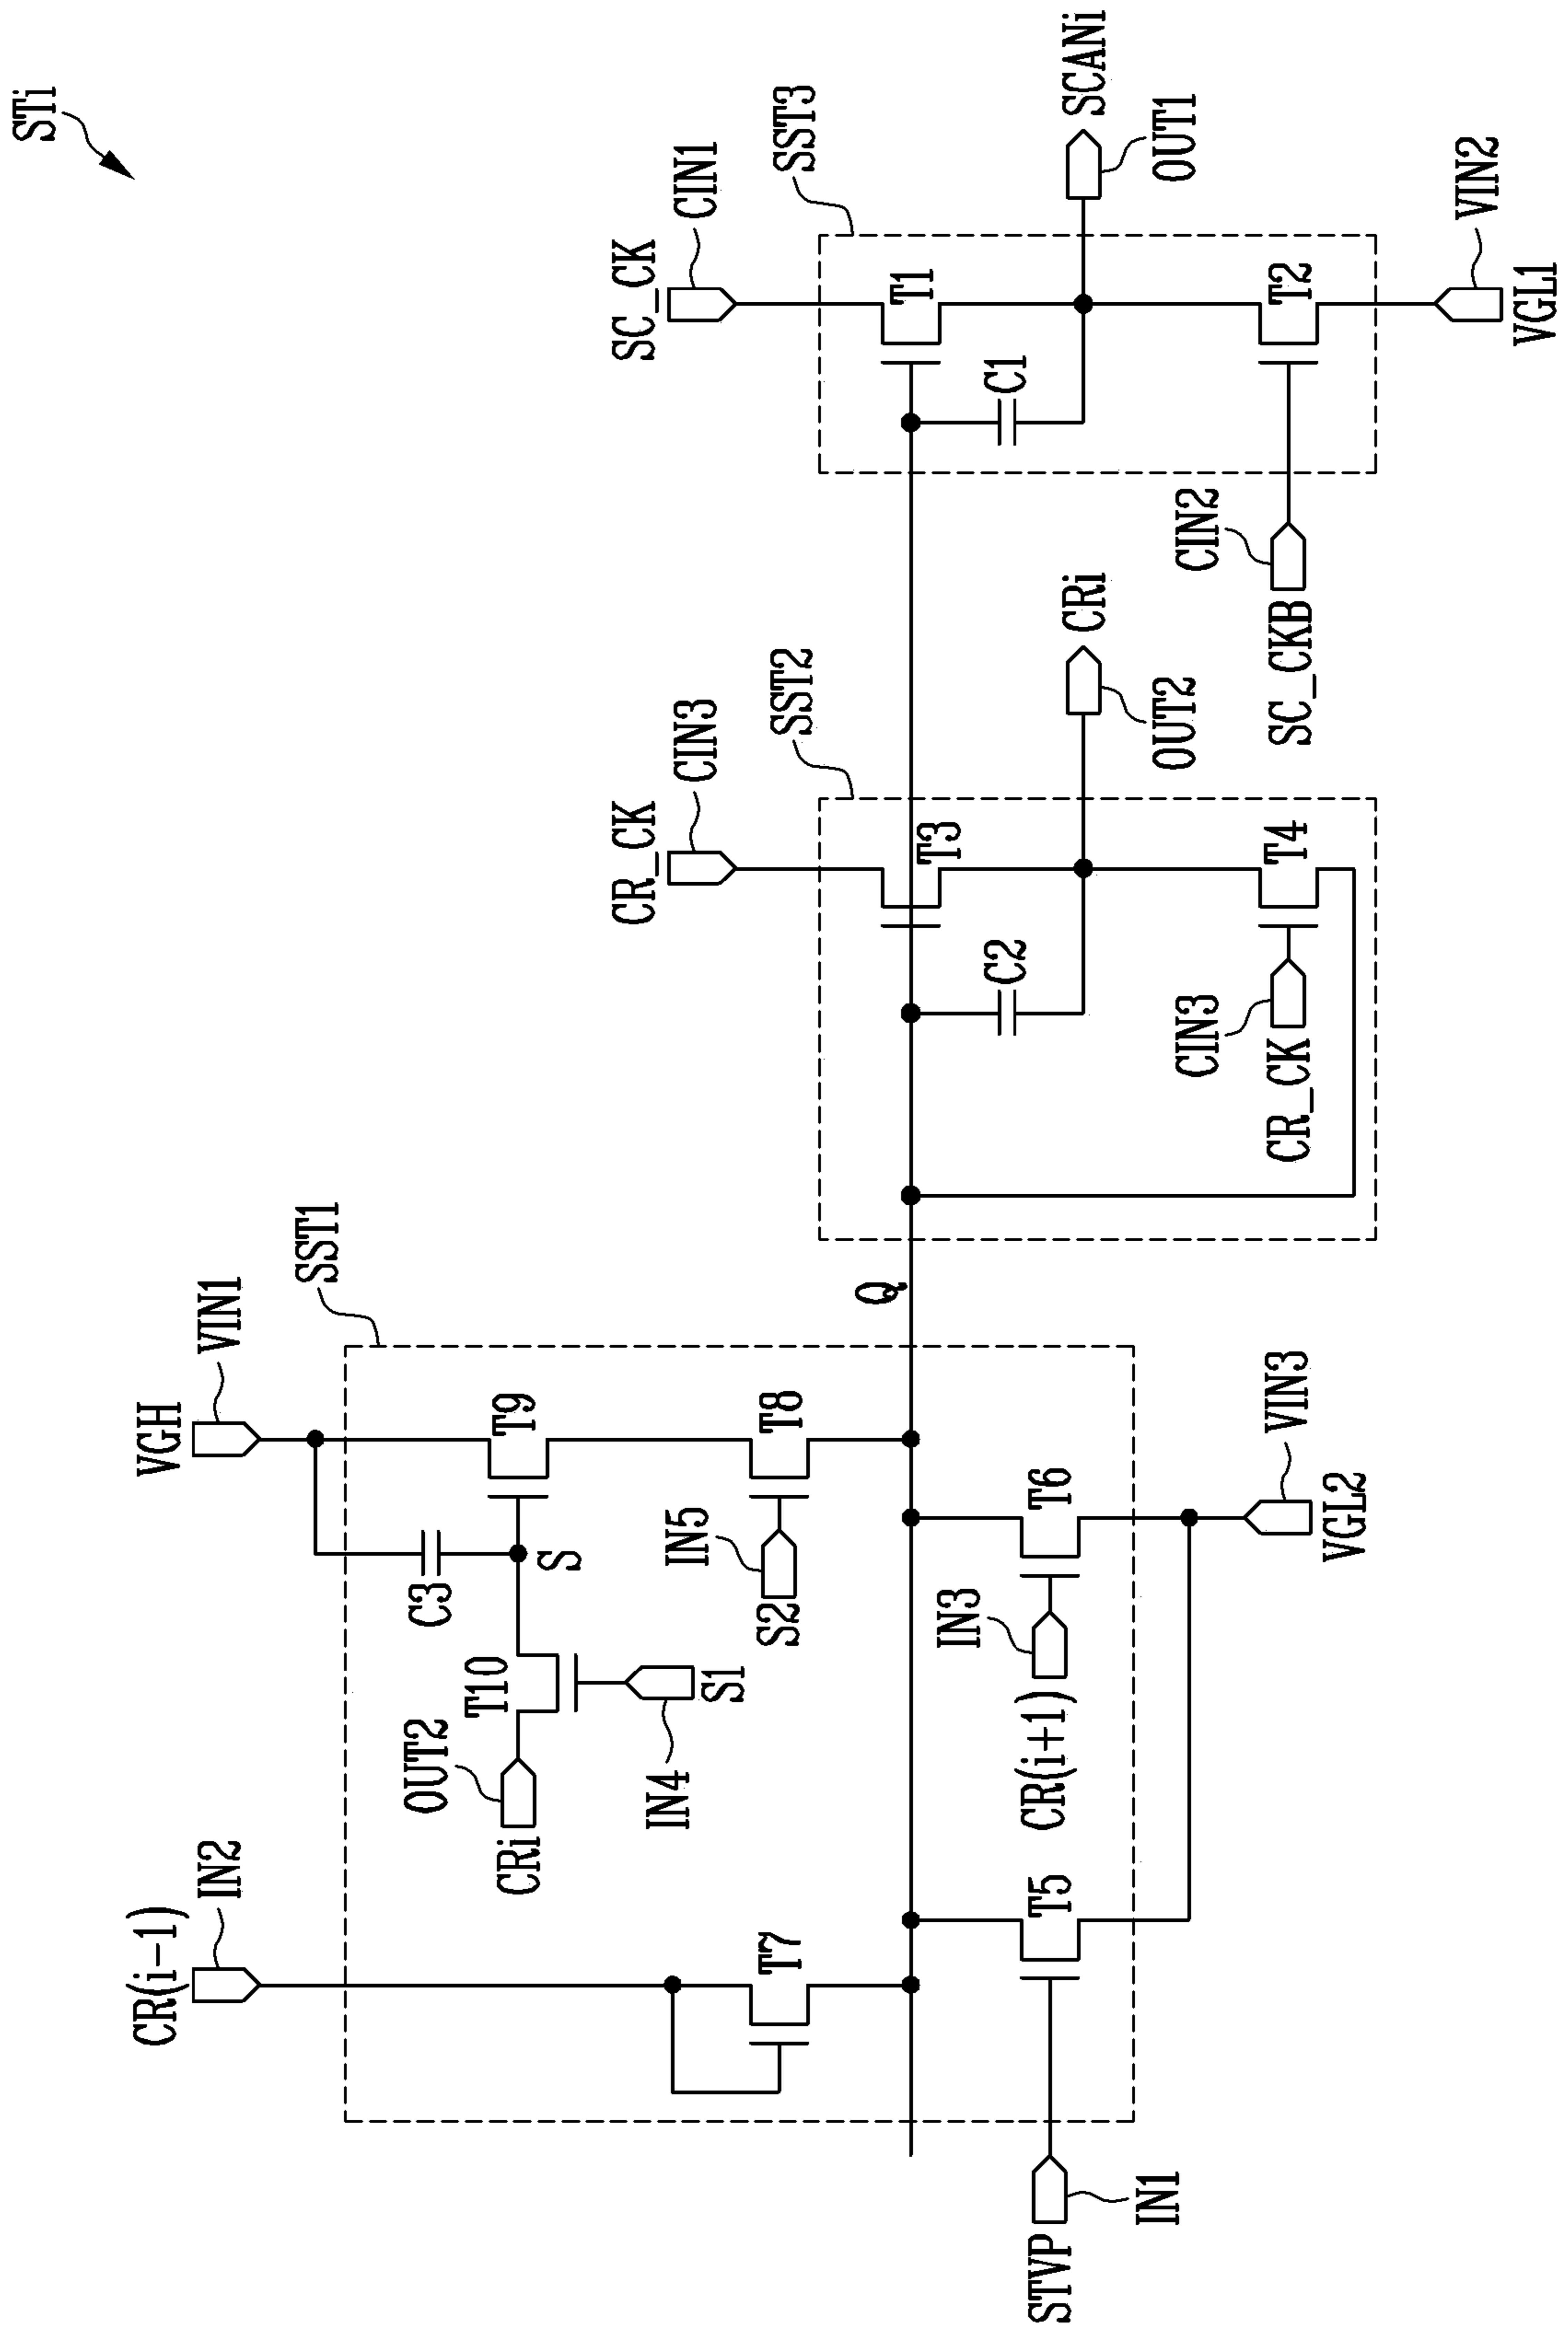 STi
SCANi
OUT1
SST3
CIN1
SC_CK
T1
T2
C1
VIN2
VGL1
CIN2
SC_CKB
CRi
OUT2
SST2
CIN3
CR_CK
T3
T4
C2
CIN3
CR_CK
Q
SST1
VIN1
VGH
T9
T8
C3
S
IN5
S2
T6
IN3
CR(i+1)
VIN3
VGL2
T10
OUT2
CRi
S1
IN4
IN2
CR(i-1)
T7
T5
IN1
STVP